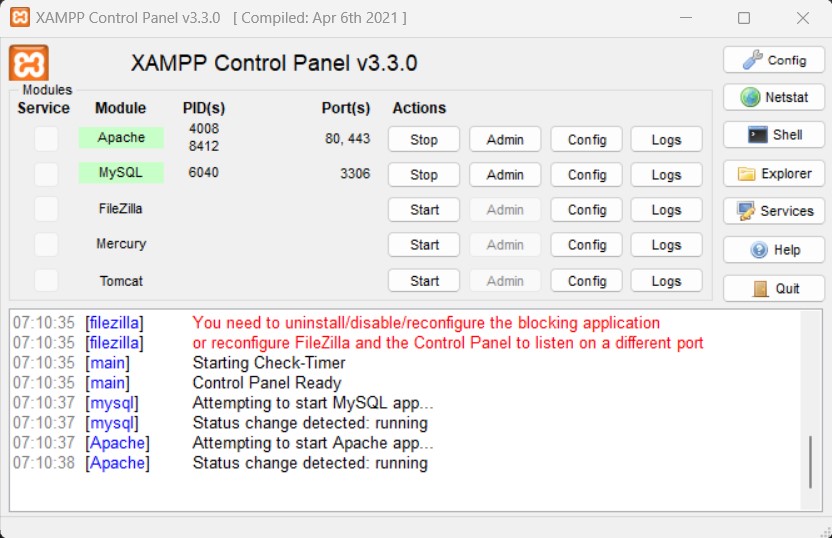 XAMPP Control Panel v3.3.0 [ Compiled: Apr 6th 2021 ]
XAMPP Control Panel v3.3.0
Config
Modules
Service Module PID(s) Port(s) Actions
Netstat
Apache 4008 8412 80, 443 Stop Admin Config Logs
Shell
MySQL 6040 3306 Stop Admin Config Logs
Explorer
FileZilla Start Admin Config Logs
Services
Mercury Start Admin Config Logs
Help
Tomcat Start Admin Config Logs
Quit
07:10:35 [filezilla] You need to uninstall/disable/reconfigure the blocking application
07:10:35 [filezilla] or reconfigure FileZilla and the Control Panel to listen on a different port
07:10:35 [main] Starting Check-Timer
07:10:35 [main] Control Panel Ready
07:10:37 [mysql] Attempting to start MySQL app...
07:10:37 [mysql] Status change detected: running
07:10:37 [Apache] Attempting to start Apache app...
07:10:38 [Apache] Status change detected: running